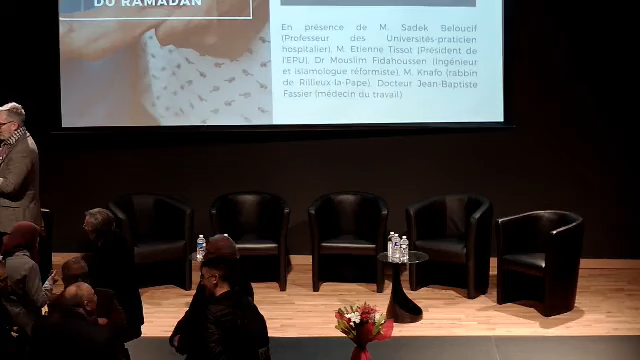 DU RAMADAN
En présence de M. Sadek Beloucif
(Professeur des Universités-praticien
hospitalier), M. Etienne Tissot (Président de
l'EPU), Dr Mouslim Fidahoussen (Ingénieur
et islamologue réformiste), M. Knafo (rabbin
de Rillieux-la-Pape), Docteur Jean-Baptiste
Fassier (médecin du travail)